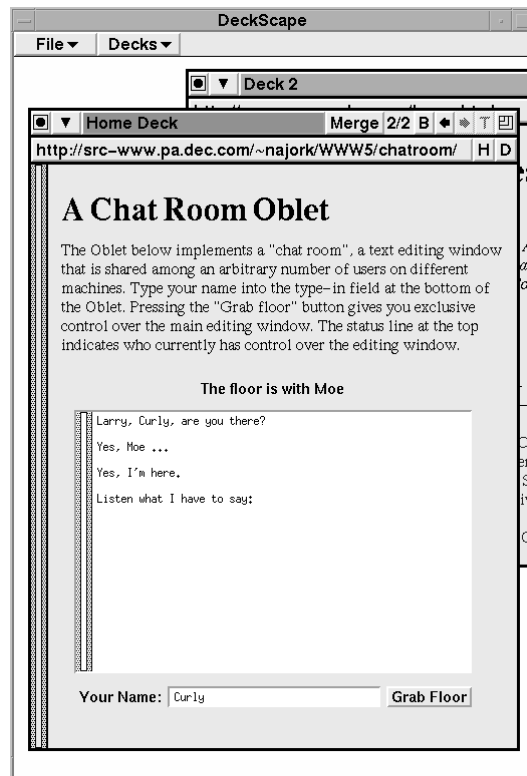 DeckScape
File Decks
Deck 2
Home Deck Merge 2/2 B T
http://src-www.pa.dec.com/~najork/WWW5/chatroom/ H D
A Chat Room Oblet
The Oblet below implements a "chat room", a text editing window
that is shared among an arbitrary number of users on different
machines. Type your name into the type-in field at the bottom of
the Oblet. Pressing the "Grab floor" button gives you exclusive
control over the main editing window. The status line at the top
indicates who currently has control over the editing window.
The floor is with Moe
Larry, Curly, are you there?
Yes, Moe ...
Yes, I'm here.
Listen what I have to say:
Your Name: Curly Grab Floor